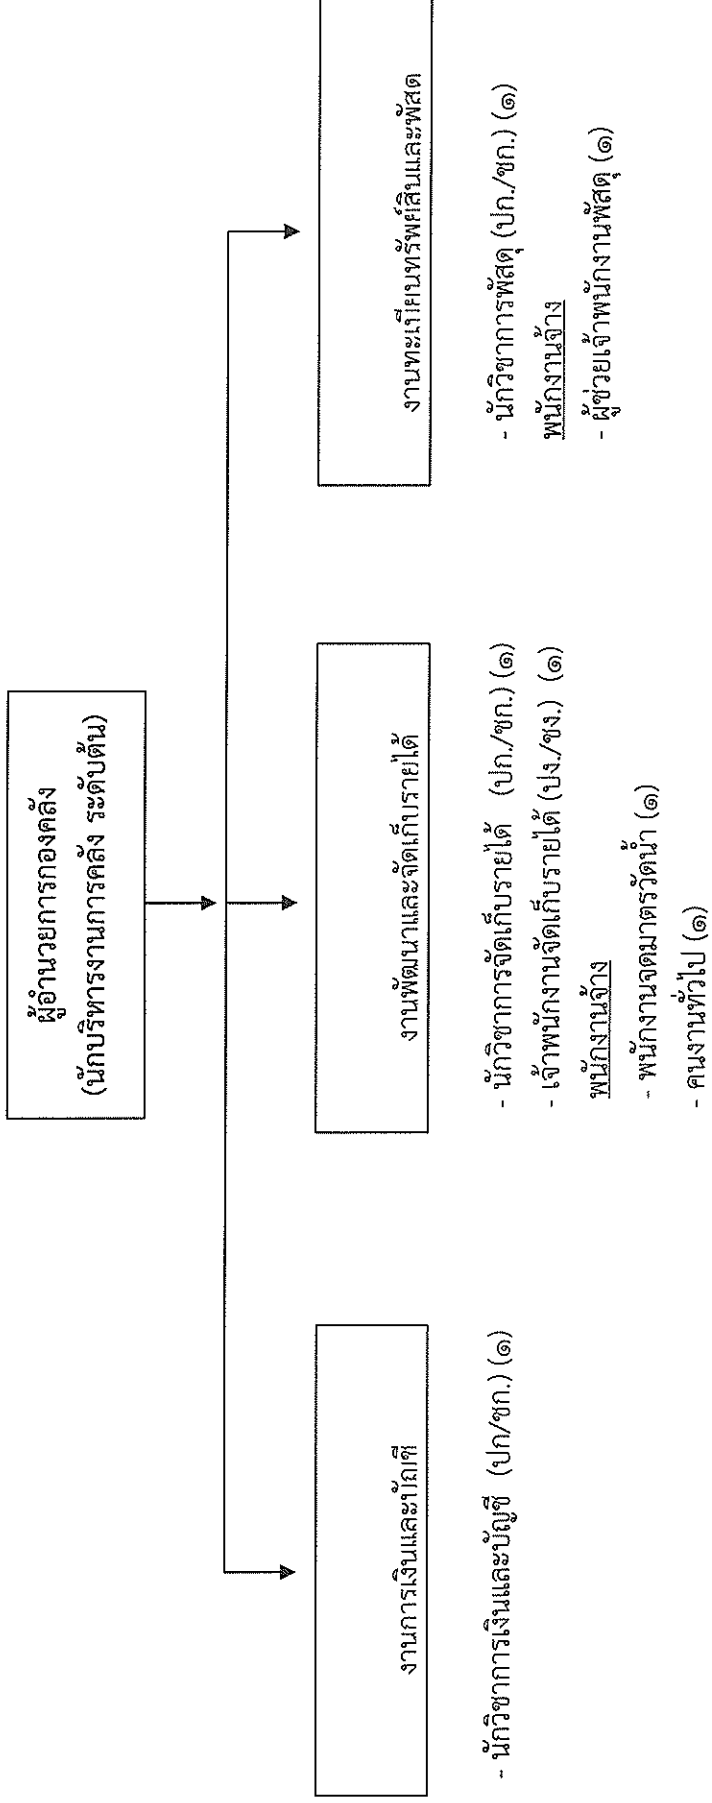 ผู้อำนวยการกองคลัง
(นักบริหารงานการคลัง ระดับต้น)
งานการเงินและบัญชี
- นักวิชาการเงินและบัญชี (ปก/ชก.) (๑)
งานพัฒนาและจัดเก็บรายได้
- นักวิชาการจัดเก็บรายได้ (ปก./ชก.) (๑)
- เจ้าพนักงานจัดเก็บรายได้ (ปง./ชง.) (๑)
พนักงานจ้าง
- พนักงานจดมาตรวัดน้ำ (๑)
- คนงานทั่วไป (๑)
งานทะเบียนทรัพย์สินและพัสดุ
- นักวิชาการพัสดุ (ปก./ชก.) (๑)
พนักงานจ้าง
- ผู้ช่วยเจ้าพนักงานพัสดุ (๑)